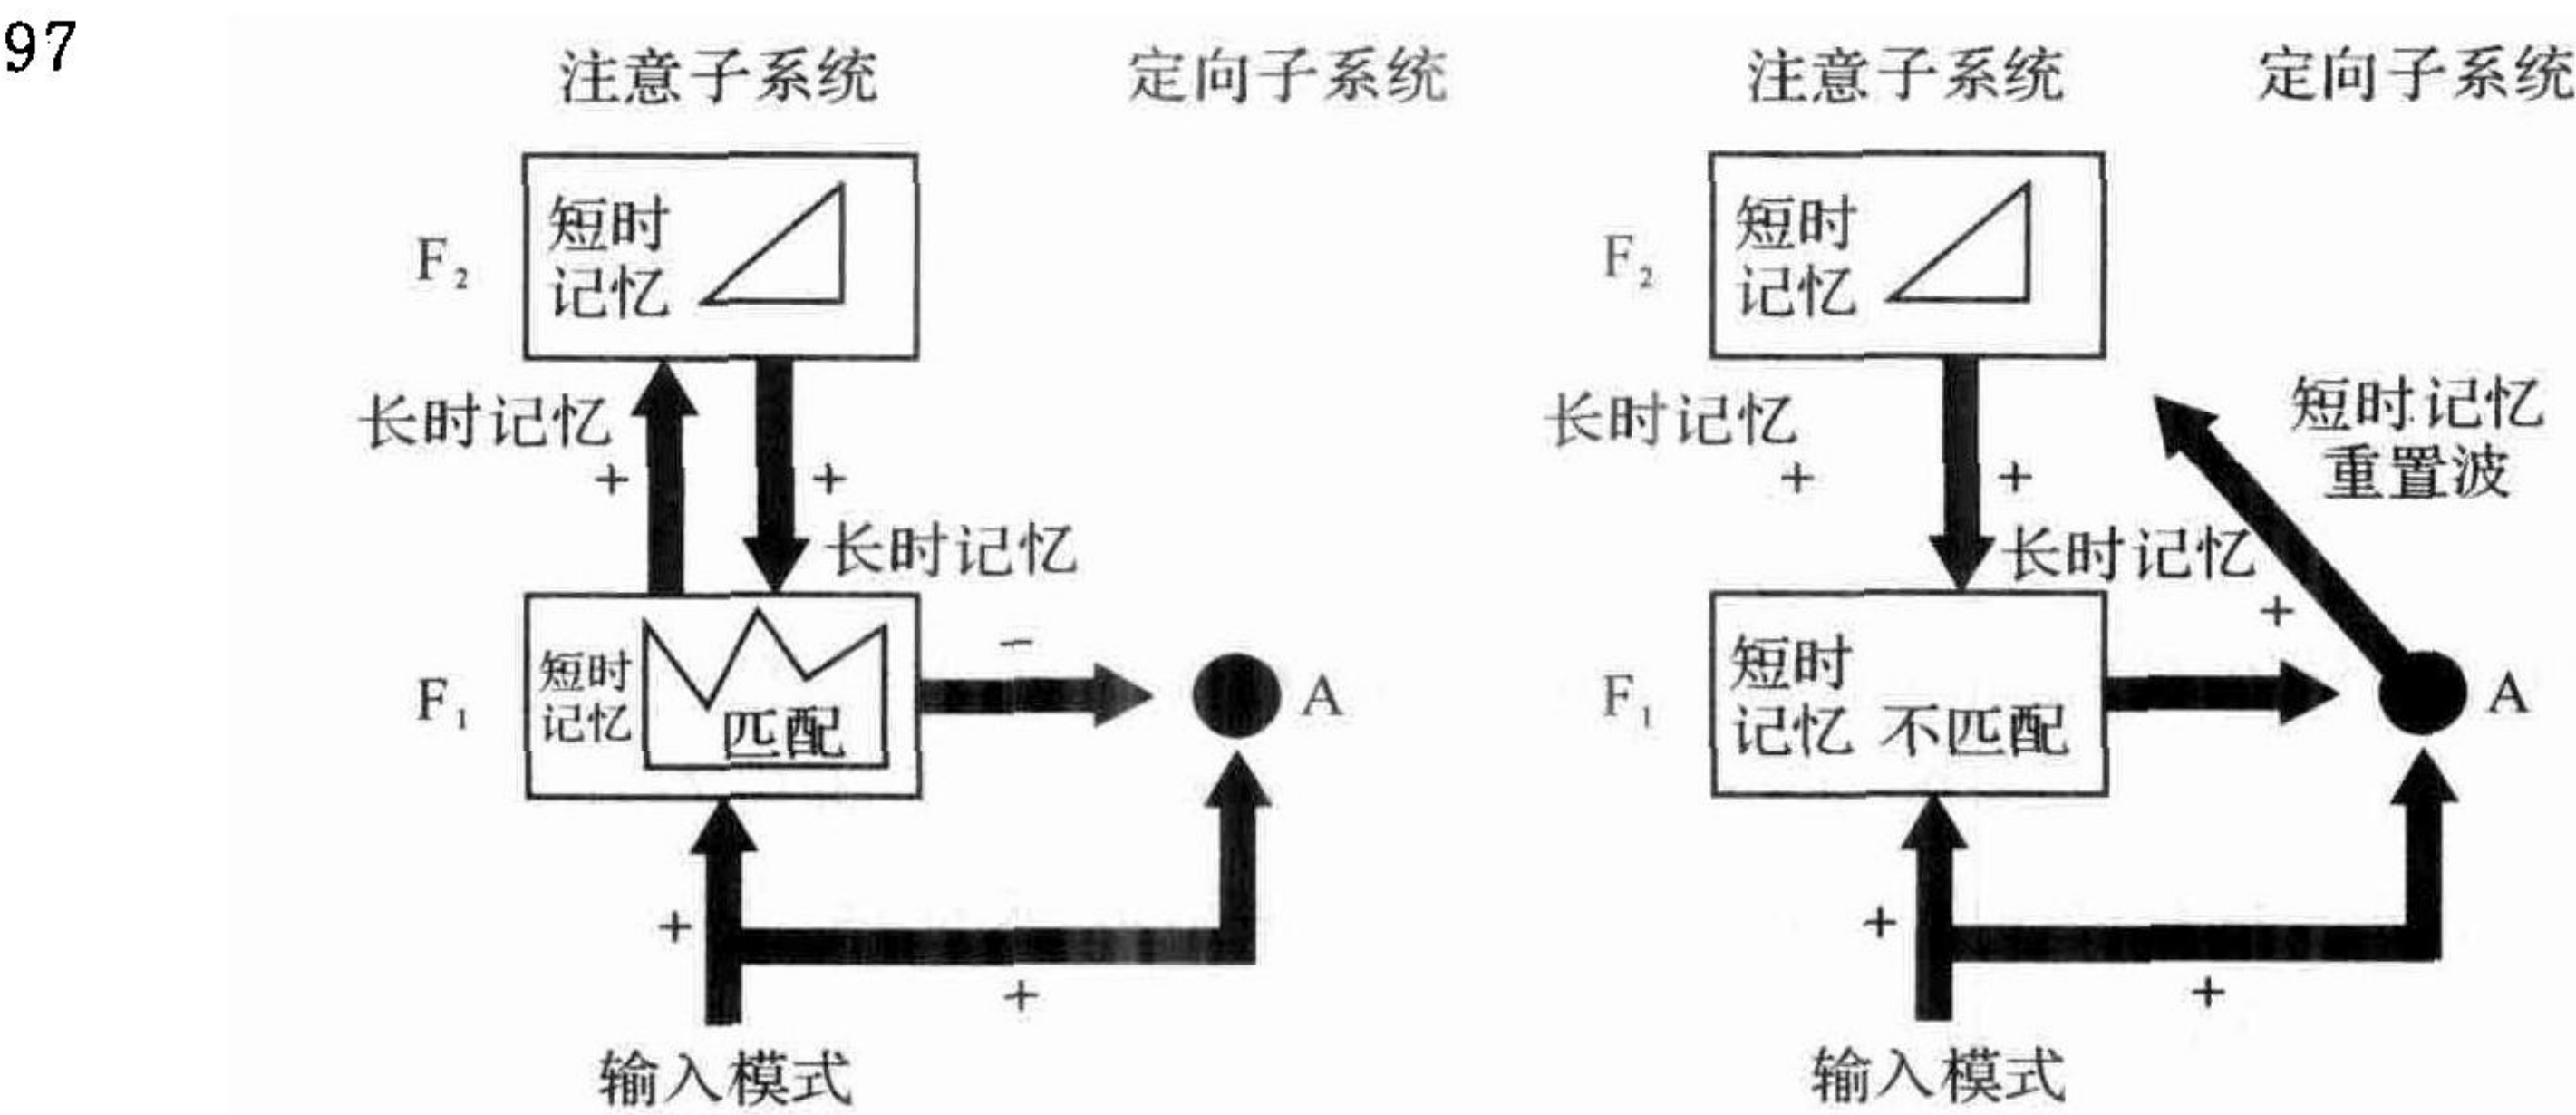 97
注意子系统
定向子系统
F₂
短时
记忆
长时记忆
+
+
长时记忆
F₁
短时
记忆
匹配
−
A
+
+
输入模式
注意子系统
定向子系统
F₂
短时
记忆
长时记忆
+
+
长时记忆
短时记忆
重置波
+
F₁
短时
记忆 不匹配
A
+
+
输入模式